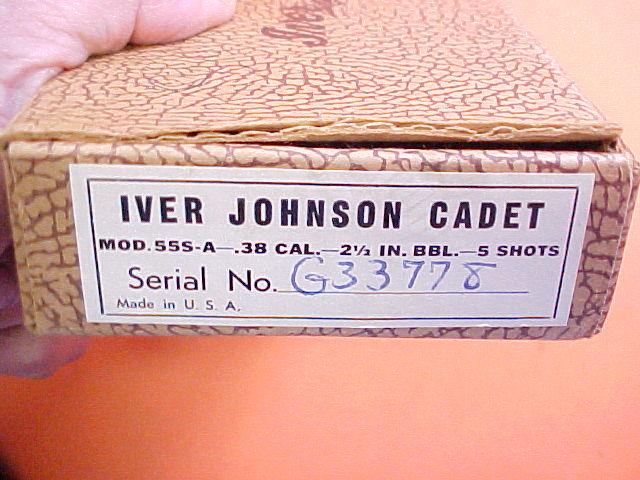 IVER JOHNSON CADET
MOD. 55S-A—.38 CAL.—2½ IN. BBL.—5 SHOTS
Serial No. G33778
Made in U. S. A.